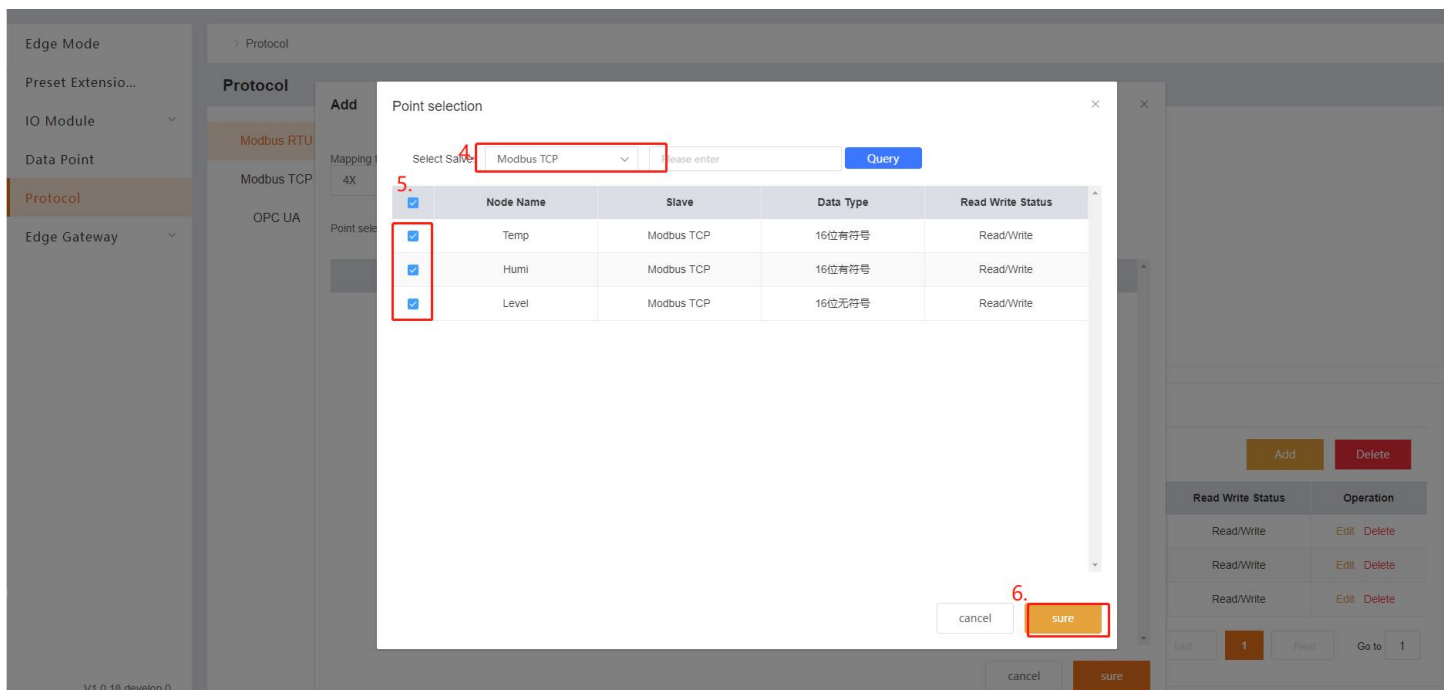 Edge Mode
Preset Extensio...
IO Module
Data Point
Protocol
Edge Gateway
V1.0.18 develop.0
> Protocol
Protocol
Modbus RTU
Modbus TCP
OPC UA
Add
Mapping
4X
Point sele
Point selection
4.
Select Salve: Modbus TCP Please enter Query
5.
Node Name Slave Data Type Read Write Status
Temp Modbus TCP 16位有符号 Read/Write
Humi Modbus TCP 16位有符号 Read/Write
Level Modbus TCP 16位无符号 Read/Write
6.
cancel sure
cancel sure
Add Delete
Read Write Status Operation
Read/Write Edit Delete
Read/Write Edit Delete
Read/Write Edit Delete
Last 1 Next Go to 1